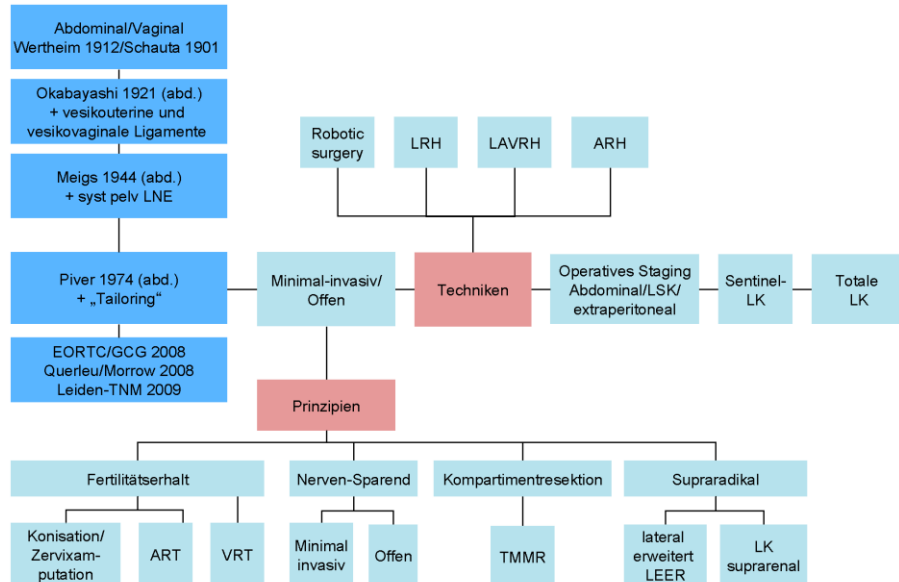 Abdominal/Vaginal
Wertheim 1912/Schauta 1901
Okabayashi 1921 (abd.)
+ vesikouterine und
vesikovaginale Ligamente
Meigs 1944 (abd.)
+ syst pelv LNE
Piver 1974 (abd.)
+ „Tailoring“
EORTC/GCG 2008
Querleu/Morrow 2008
Leiden-TNM 2009
Robotic
surgery
LRH
LAVRH
ARH
Minimal-invasiv/
Offen
Techniken
Operatives Staging
Abdominal/LSK/
extraperitoneal
Sentinel-
LK
Totale
LK
Prinzipien
Fertilitätserhalt
Nerven-Sparend
Kompartimentresektion
Supraradikal
Konisation/
Zervixam-
putation
ART
VRT
Minimal
invasiv
Offen
TMMR
lateral
erweitert
LEER
LK
suprarenal